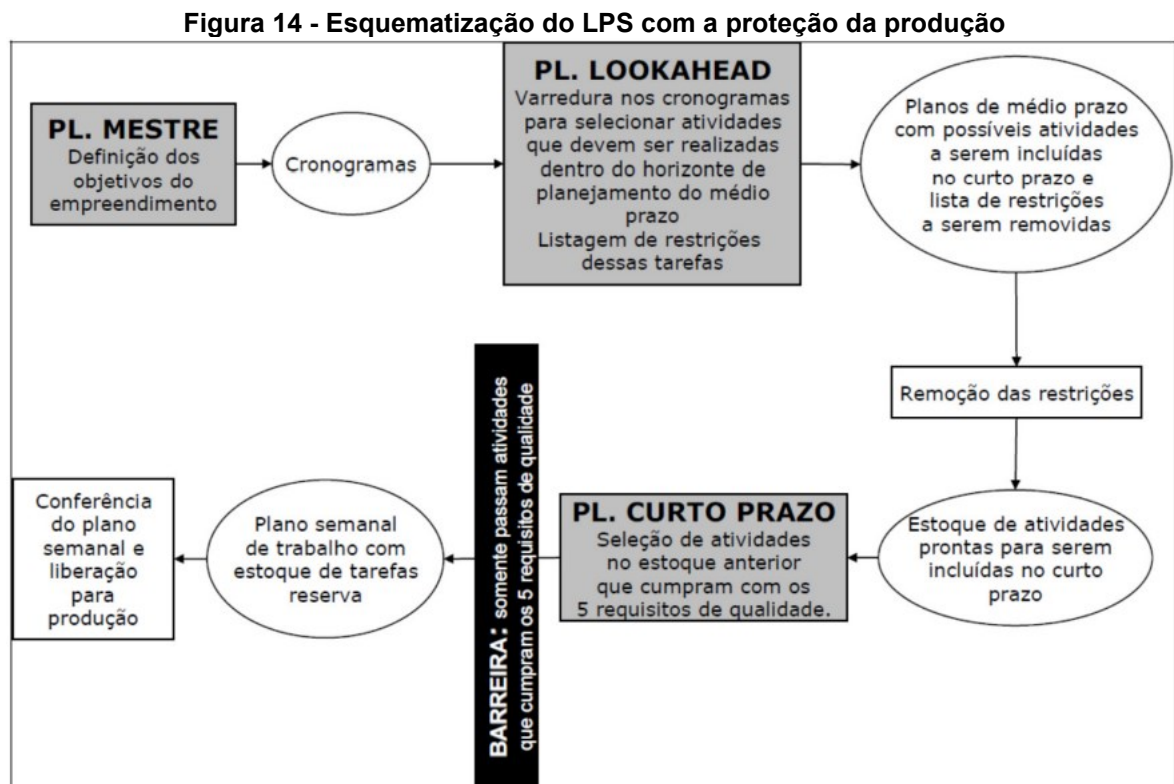 Figura 14 - Esquematização do LPS com a proteção da produção
PL. MESTRE
Definição dos
objetivos do
empreendimento
Cronogramas
PL. LOOKAHEAD
Varredura nos cronogramas
para selecionar atividades
que devem ser realizadas
dentro do horizonte de
planejamento do médio
prazo
Listagem de restrições
dessas tarefas
Planos de médio prazo
com possíveis atividades
a serem incluídas
no curto prazo e
lista de restrições
a serem removidas
Remoção das restrições
Estoque de atividades
prontas para serem
incluídas no curto
prazo
PL. CURTO PRAZO
Seleção de atividades
no estoque anterior
que cumpram com os
5 requisitos de qualidade.
BARREIRA: somente passam atividades
que cumpram os 5 requisitos de qualidade
Plano semanal
de trabalho com
estoque de tarefas
reserva
Conferência
do plano
semanal e
liberação
para
produção